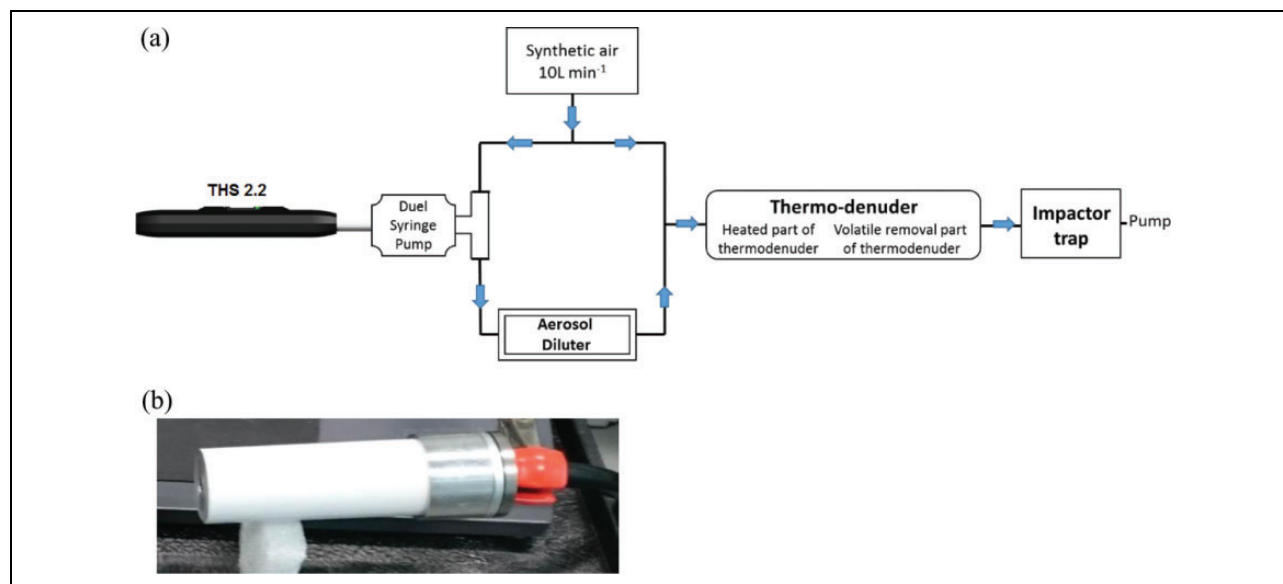 (a)
Synthetic air
10L min⁻¹
THS 2.2
Duel
Syringe
Pump
Thermo-denuder
Heated part of
thermodenuder
Volatile removal part
of thermodenuder
Impactor
trap
Pump
Aerosol
Diluter
(b)